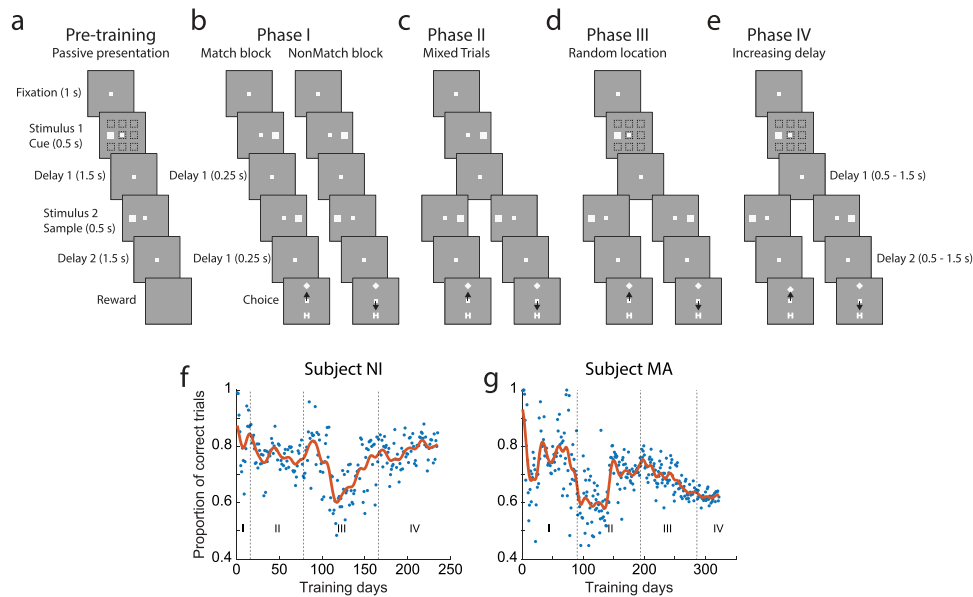 a
Pre-training
Passive presentation
Fixation (1 s)
Stimulus 1
Cue (0.5 s)
Delay 1 (1.5 s)
Stimulus 2
Sample (0.5 s)
Delay 2 (1.5 s)
Reward
b
Phase I
Match block
NonMatch block
Delay 1 (0.25 s)
Delay 1 (0.25 s)
Choice
H
H
c
Phase II
Mixed Trials
H
H
d
Phase III
Random location
H
H
e
Phase IV
Increasing delay
Delay 1 (0.5 - 1.5 s)
Delay 2 (0.5 - 1.5 s)
H
H
f
Subject NI
Proportion of correct trials
1
0.8
0.6
0.4
I
II
III
IV
0 50 100 150 200 250
Training days
g
Subject MA
1
0.8
0.6
0.4
I
II
III
IV
0 100 200 300
Training days